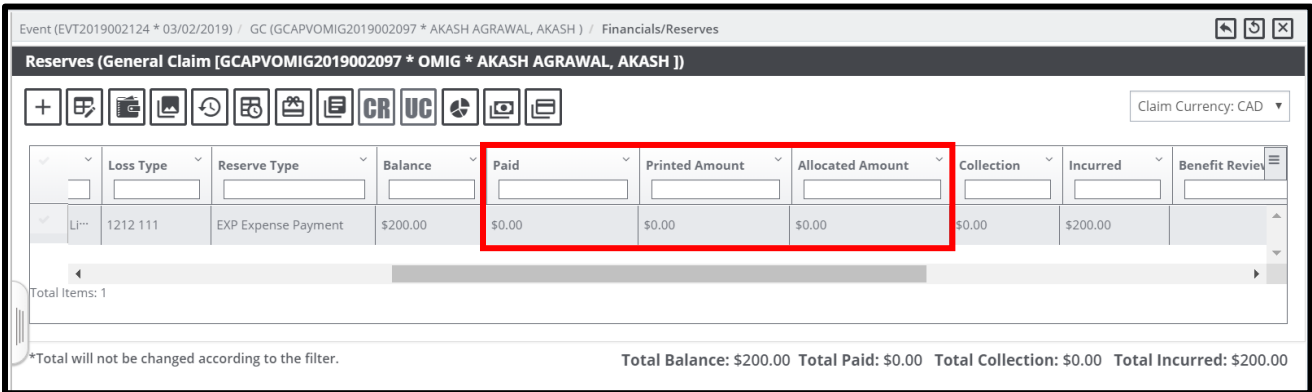 Event (EVT2019002124 * 03/02/2019) / GC (GCAPVOMIG2019002097 * AKASH AGRAWAL, AKASH ) / Financials/Reserves
Reserves (General Claim [GCAPVOMIG2019002097 * OMIG * AKASH AGRAWAL, AKASH ])
CR UC Claim Currency: CAD
Loss Type Reserve Type Balance Paid Printed Amount Allocated Amount Collection Incurred Benefit Review
Li... 1212 111 EXP Expense Payment $200.00 $0.00 $0.00 $0.00 $0.00 $200.00
Total Items: 1
*Total will not be changed according to the filter. Total Balance: $200.00 Total Paid: $0.00 Total Collection: $0.00 Total Incurred: $200.00